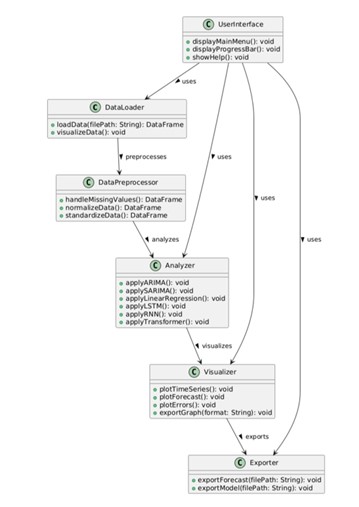 C UserInterface
displayMainMenu(): void
displayProgressBar(): void
showHelp(): void
uses
C DataLoader
loadData(filePath: String): DataFrame
visualizeData(): void
preprocesses
uses
C DataPreprocessor
handleMissingValues(): DataFrame
normalizeData(): DataFrame
standardizeData(): DataFrame
uses
analyzes
uses
C Analyzer
applyARIMA(): void
applySARIMA(): void
applyLinearRegression(): void
applyLSTM(): void
applyRNN(): void
applyTransformer(): void
visualizes
C Visualizer
plotTimeSeries(): void
plotForecast(): void
plotErrors(): void
exportGraph(format: String): void
exports
C Exporter
exportForecast(filePath: String): void
exportModel(filePath: String): void